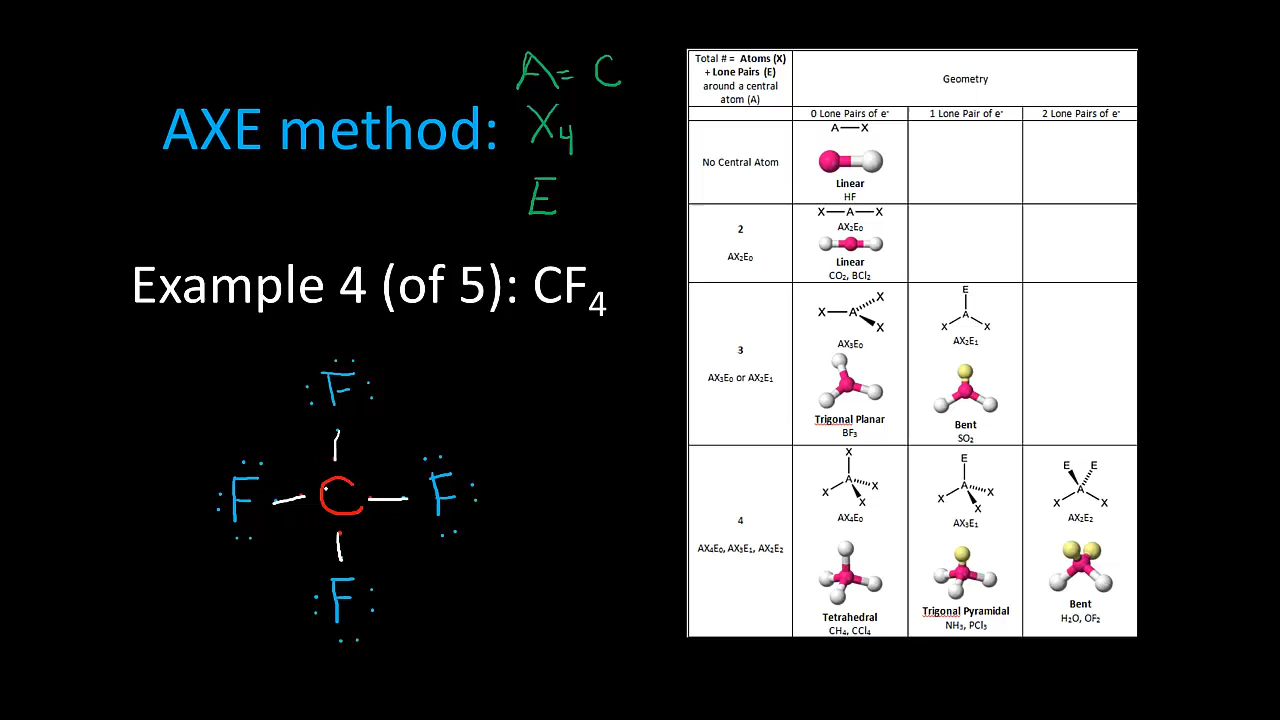 AXE method:
A = C
X4
E
Example 4 (of 5): CF₄
F
F C F
F
Total # = Atoms (X)
+ Lone Pairs (E)
around a central
atom (A)
Geometry
0 Lone Pairs of e⁻ 1 Lone Pair of e⁻ 2 Lone Pairs of e⁻
No Central Atom
A—X
Linear
HF
2
AX₂E₀
X—A—X
AX₂E₀
Linear
CO₂, BCl₂
3
AX₃E₀ or AX₂E₁
X A X X
AX₃E₀
Trigonal Planar
BF₃
E
A
X X
AX₂E₁
Bent
SO₂
4
AX₄E₀, AX₃E₁, AX₂E₂
X
A
X X X
AX₄E₀
Tetrahedral
CH₄, CCl₄
E
A
X X X
AX₃E₁
Trigonal Pyramidal
NH₃, PCl₃
E E
A
X X
AX₂E₂
Bent
H₂O, OF₂